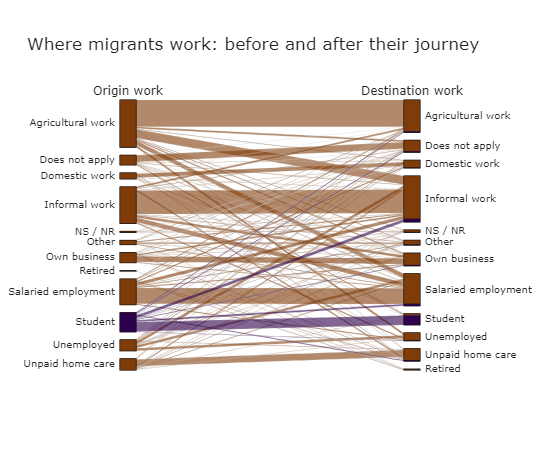 Where migrants work: before and after their journey
Origin work
Destination work
Agricultural work
Does not apply
Domestic work
Informal work
NS / NR
Other
Own business
Retired
Salaried employment
Student
Unemployed
Unpaid home care
Agricultural work
Does not apply
Domestic work
Informal work
NS / NR
Other
Own business
Salaried employment
Student
Unemployed
Unpaid home care
Retired